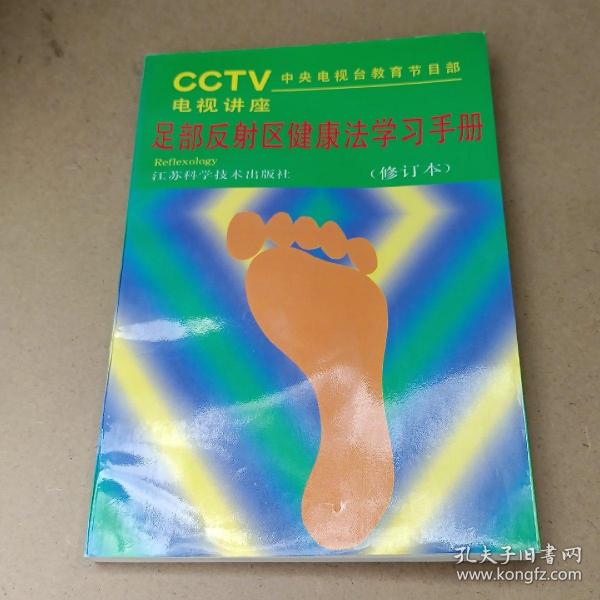 CCTV 中央电视台教育节目部
电视讲座
足部反射区健康法学习手册
Reflexology
江苏科学技术出版社 (修订本)
孔夫子旧书网
www.kongfz.com